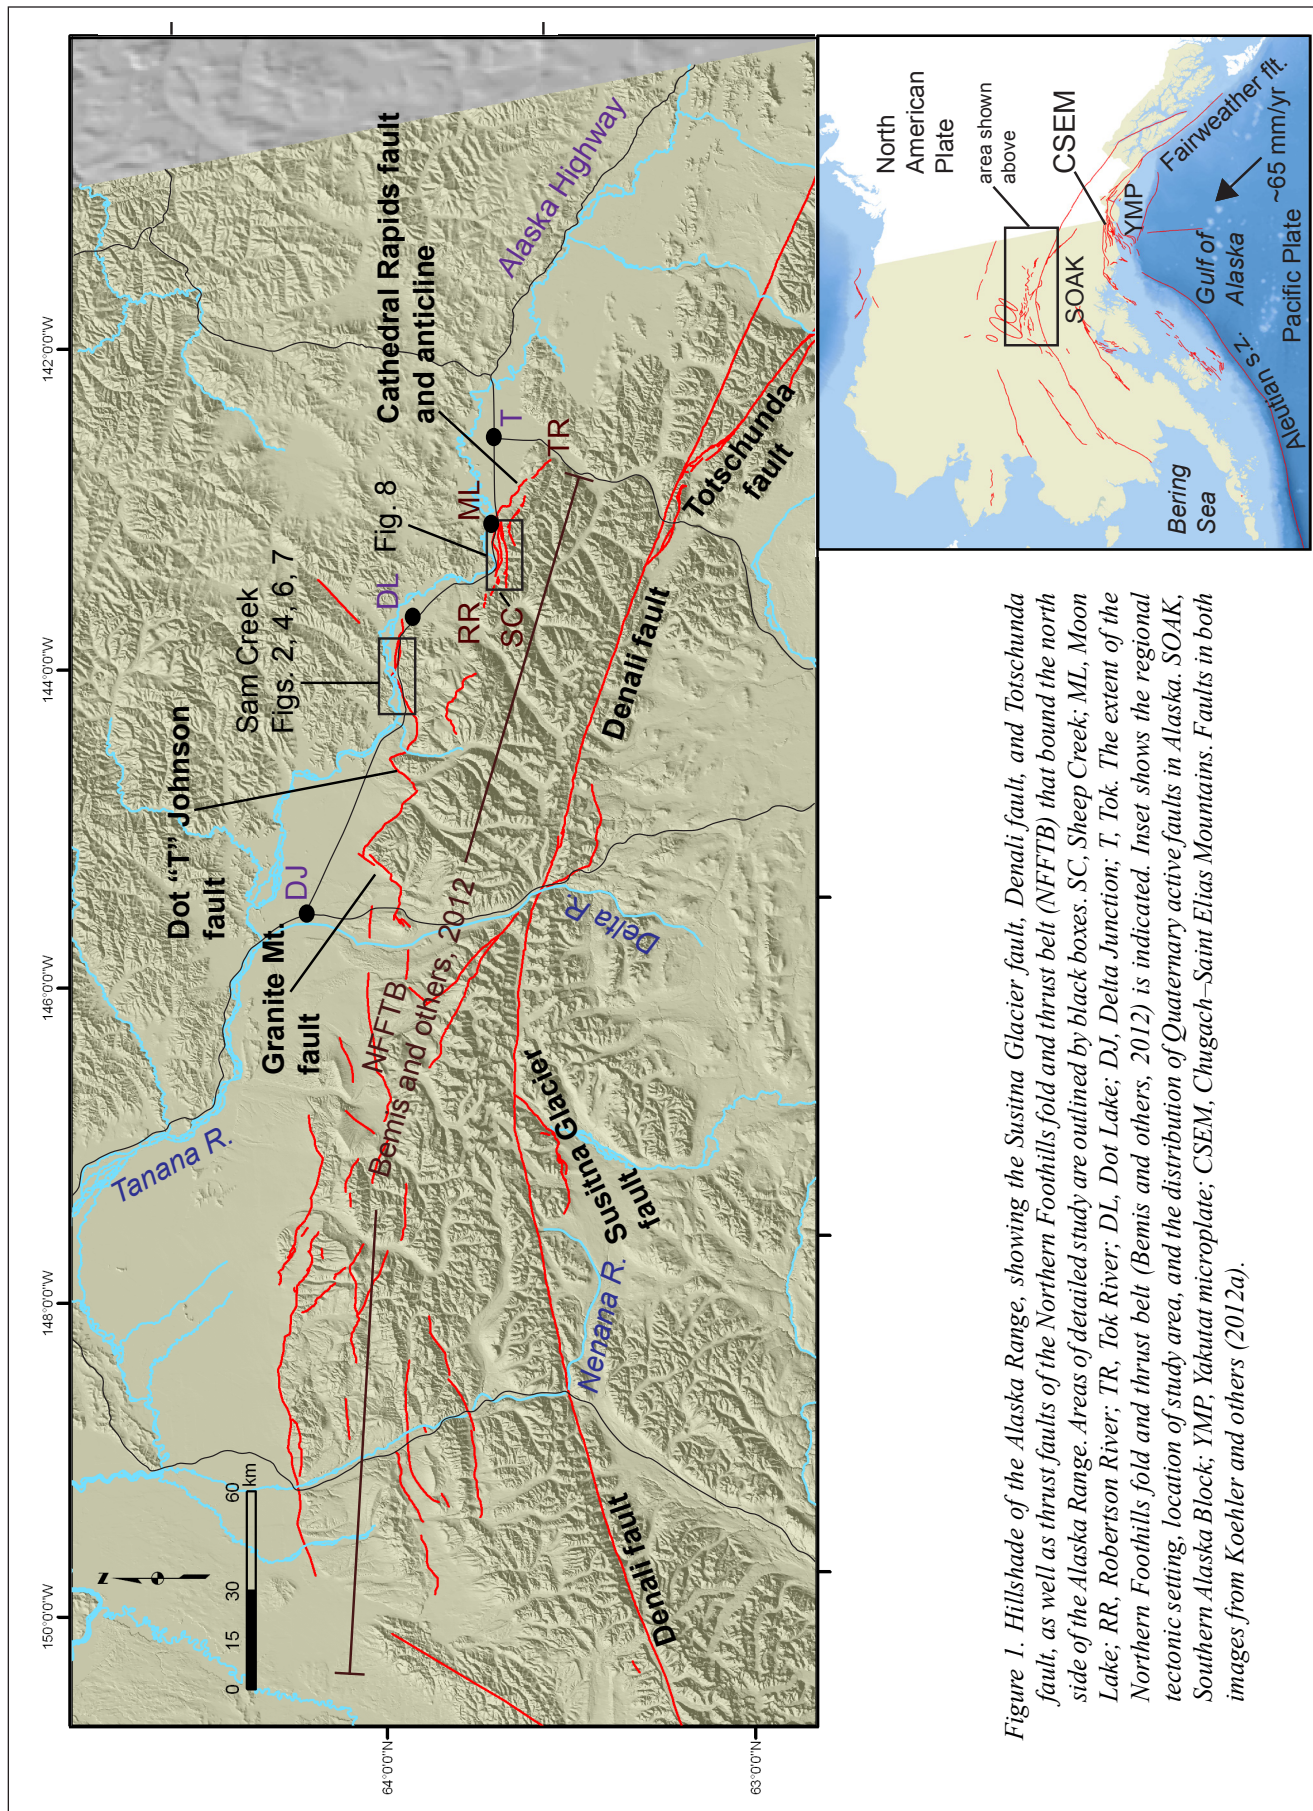 150°0'0"W
148°0'0"W
146°0'0"W
144°0'0"W
142°0'0"W
64°0'0"N
63°0'0"N
N
0 15 30 60
km
Tanana R.
Dot “T” Johnson
fault
DJ
Granite Mt.
fault
Sam Creek
Figs. 2, 4, 6, 7
DL
Fig. 8
ML
Cathedral Rapids fault
and anticline
T
Alaska Highway
TR
RR
SC
NFFTB
Bemis and others, 2012
Delta R.
Nenana R.
Susitna Glacier
fault
Denali fault
Denali fault
Totschunda
fault
North
American
Plate
area shown
above
CSEM
Fairweather flt.
YMP
SOAK
~65 mm/yr
Gulf of
Alaska
Pacific Plate
Aleutian s.z.
Bering
Sea
Figure 1. Hillshade of the Alaska Range, showing the Susitna Glacier fault, Denali fault, and Totschunda
fault, as well as thrust faults of the Northern Foothills fold and thrust belt (NFFTB) that bound the north
side of the Alaska Range. Areas of detailed study are outlined by black boxes. SC, Sheep Creek; ML, Moon
Lake; RR, Robertson River; TR, Tok River; DL, Dot Lake; DJ, Delta Junction; T, Tok. The extent of the
Northern Foothills fold and thrust belt (Bemis and others, 2012) is indicated. Inset shows the regional
tectonic setting, location of study area, and the distribution of Quaternary active faults in Alaska. SOAK,
Southern Alaska Block; YMP, Yakutat microplate; CSEM, Chugach–Saint Elias Mountains. Faults in both
images from Koehler and others (2012a).